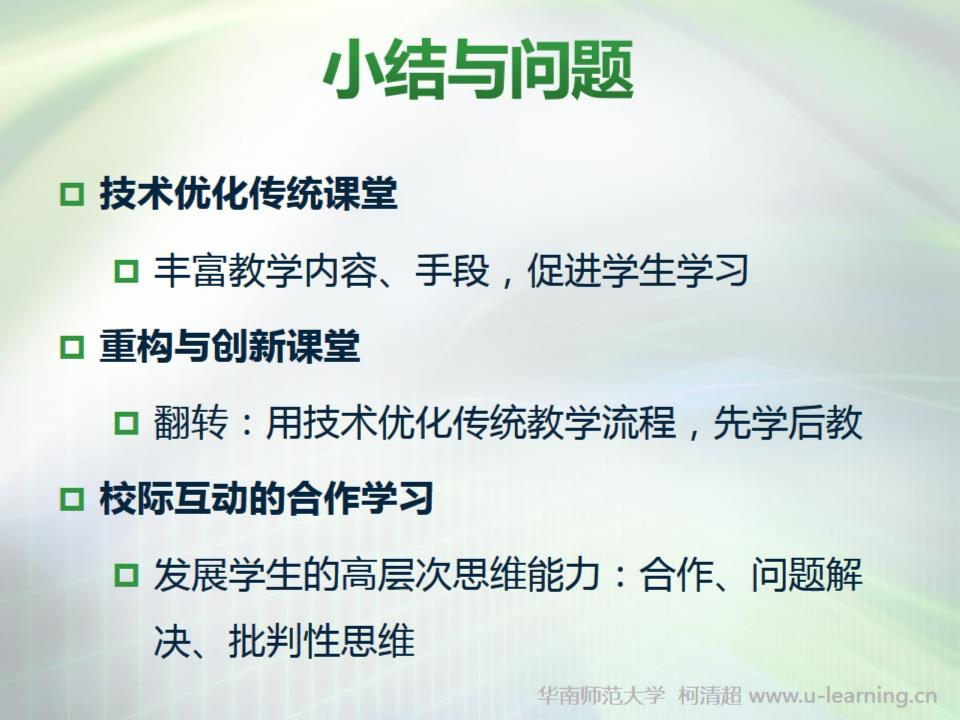 小结与问题
技术优化传统课堂
丰富教学内容、手段，促进学生学习
重构与创新课堂
翻转：用技术优化传统教学流程，先学后教
校际互动的合作学习
发展学生的高层次思维能力：合作、问题解
决、批判性思维
华南师范大学 柯清超 www.u-learning.cn